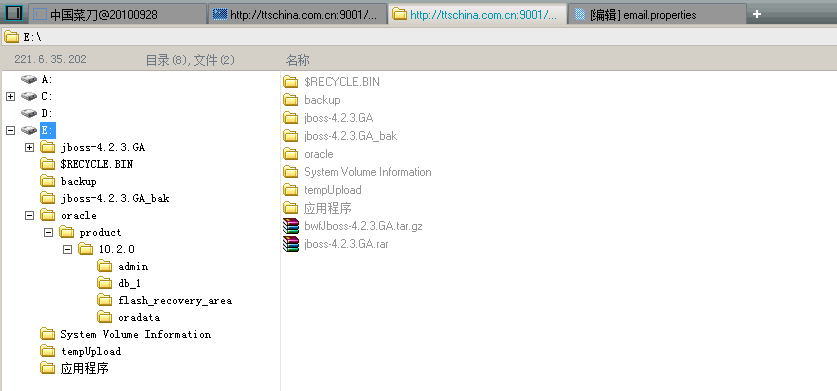 中国菜刀@20100928 http://ttschina.com.cn:9001/... http://ttschina.com.cn:9001/... [编辑] email.properties +
E:\
221.6.35.202 目录(8),文件(2) 名称
A:
C:
D:
E:
jboss-4.2.3.GA
$RECYCLE.BIN
backup
jboss-4.2.3.GA_bak
oracle
product
10.2.0
admin
db_1
flash_recovery_area
oradata
System Volume Information
tempUpload
应用程序
$RECYCLE.BIN
backup
jboss-4.2.3.GA
jboss-4.2.3.GA_bak
oracle
System Volume Information
tempUpload
应用程序
bwfJboss-4.2.3.GA.tar.gz
jboss-4.2.3.GA.rar